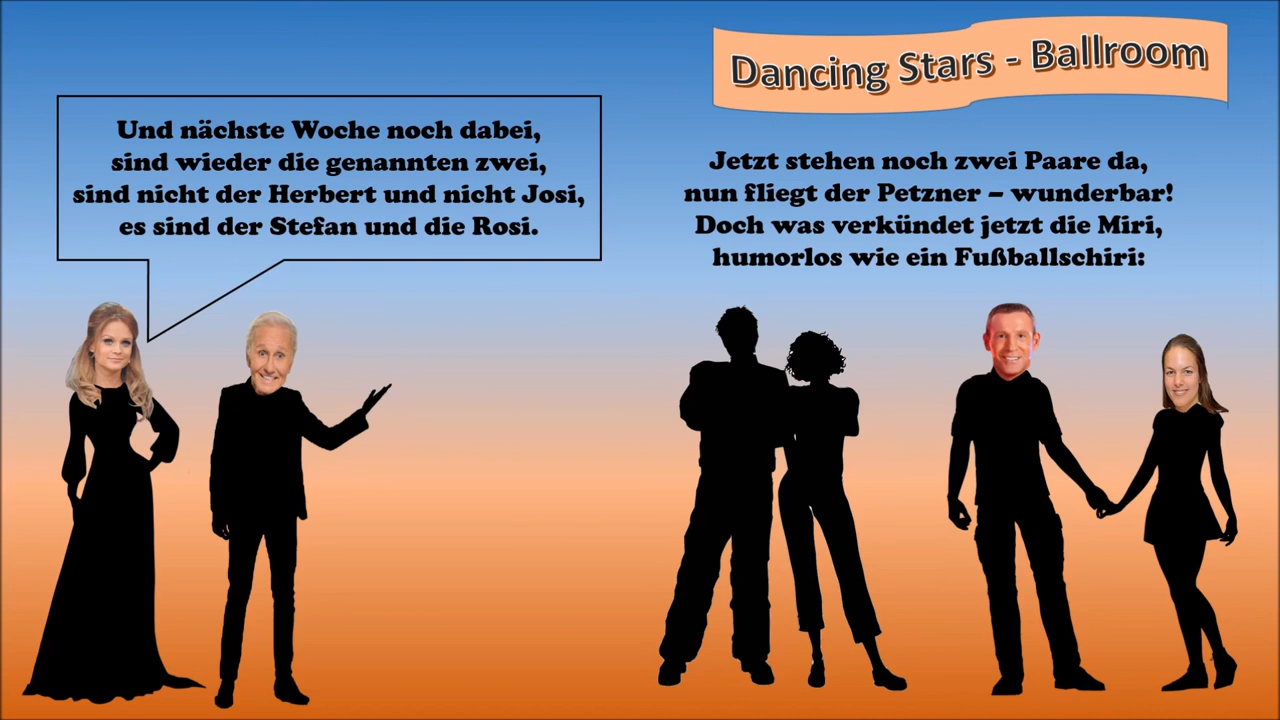 Dancing Stars - Ballroom
Jetzt stehen noch zwei Paare da,
nun fliegt der Petzner – wunderbar!
Doch was verkündet jetzt die Miri,
humorlos wie ein Fußballschiri:
Und nächste Woche noch dabei,
sind wieder die genannten zwei,
sind nicht der Herbert und nicht Josi,
es sind der Stefan und die Rosi.